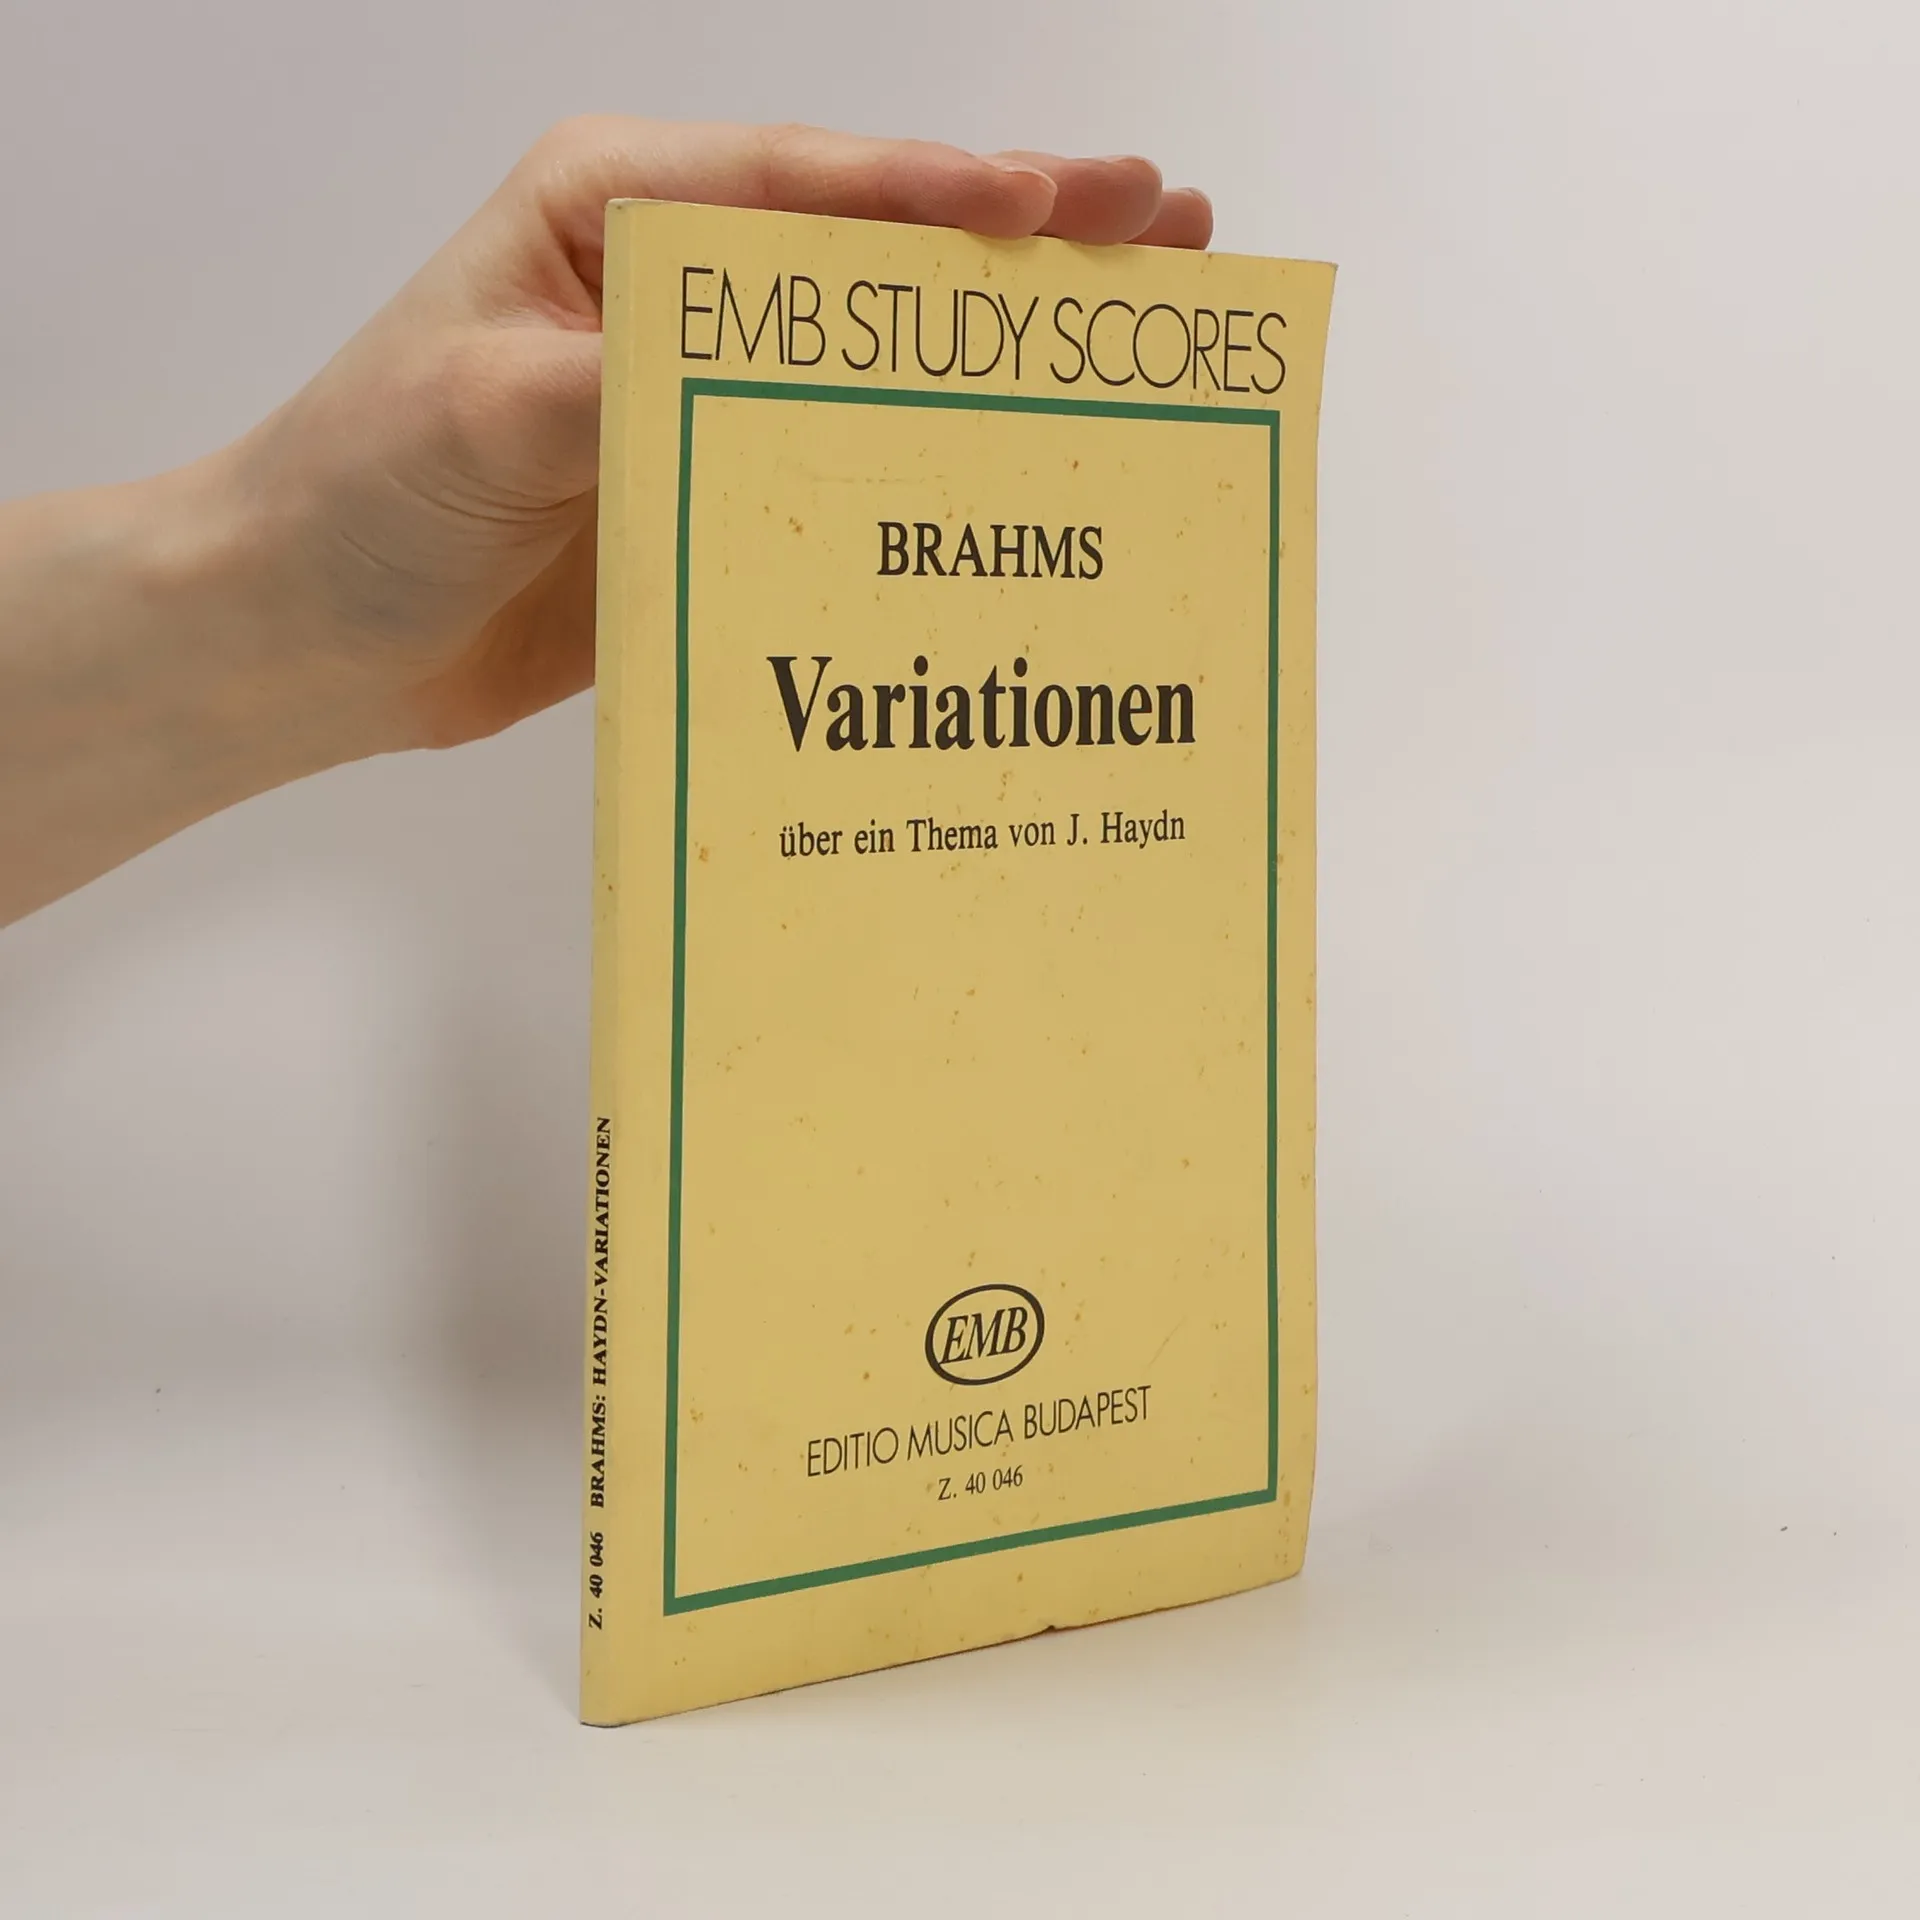 EMB STUDY SCORES
BRAHMS
Variationen
über ein Thema von J. Haydn
EMB
EDITIO MUSICA BUDAPEST
Z. 40 046
Z. 40 046 BRAHMS: HAYDN-VARIATIONEN